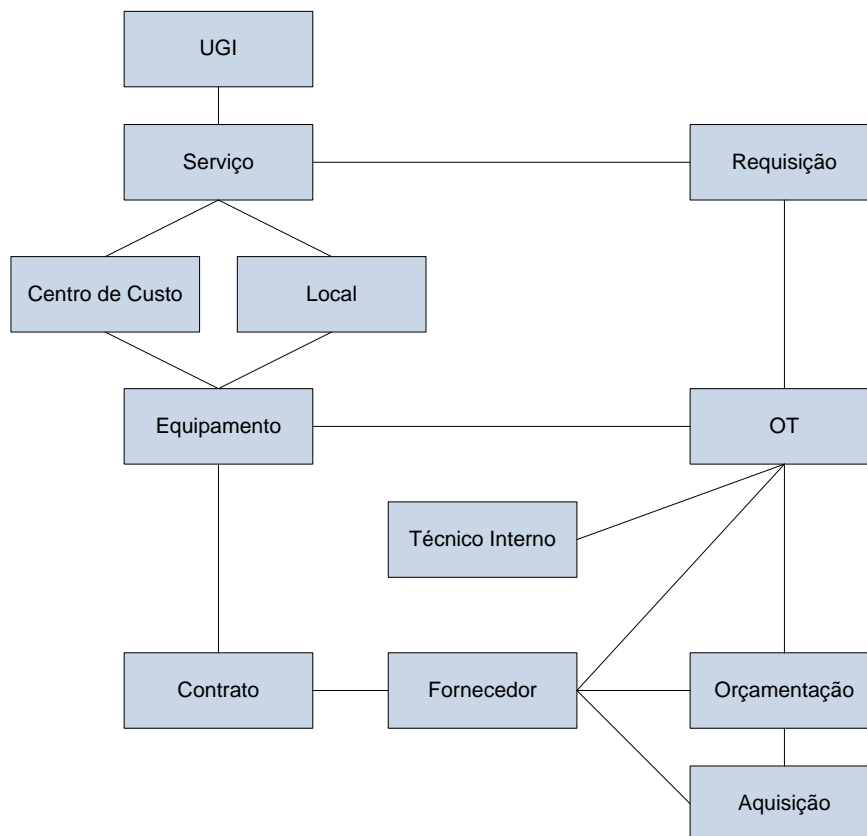 UGI
Serviço
Requisição
Centro de Custo
Local
Equipamento
OT
Técnico Interno
Contrato
Fornecedor
Orçamentação
Aquisição